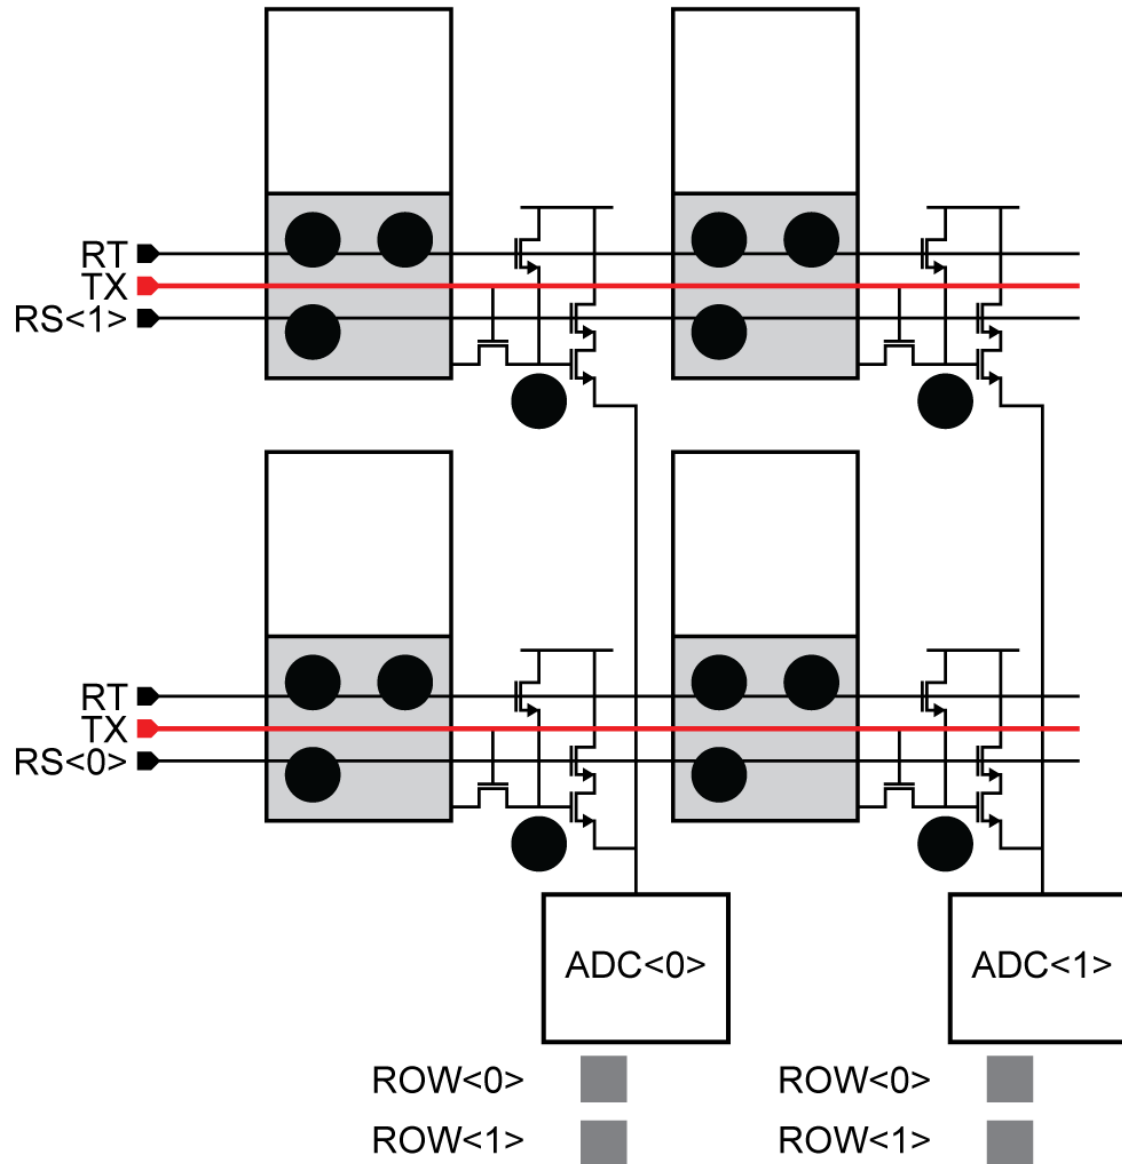 RT
TX
RS<1>
RT
TX
RS<0>
ADC<0> ADC<1>
ROW<0> ROW<0>
ROW<1> ROW<1>